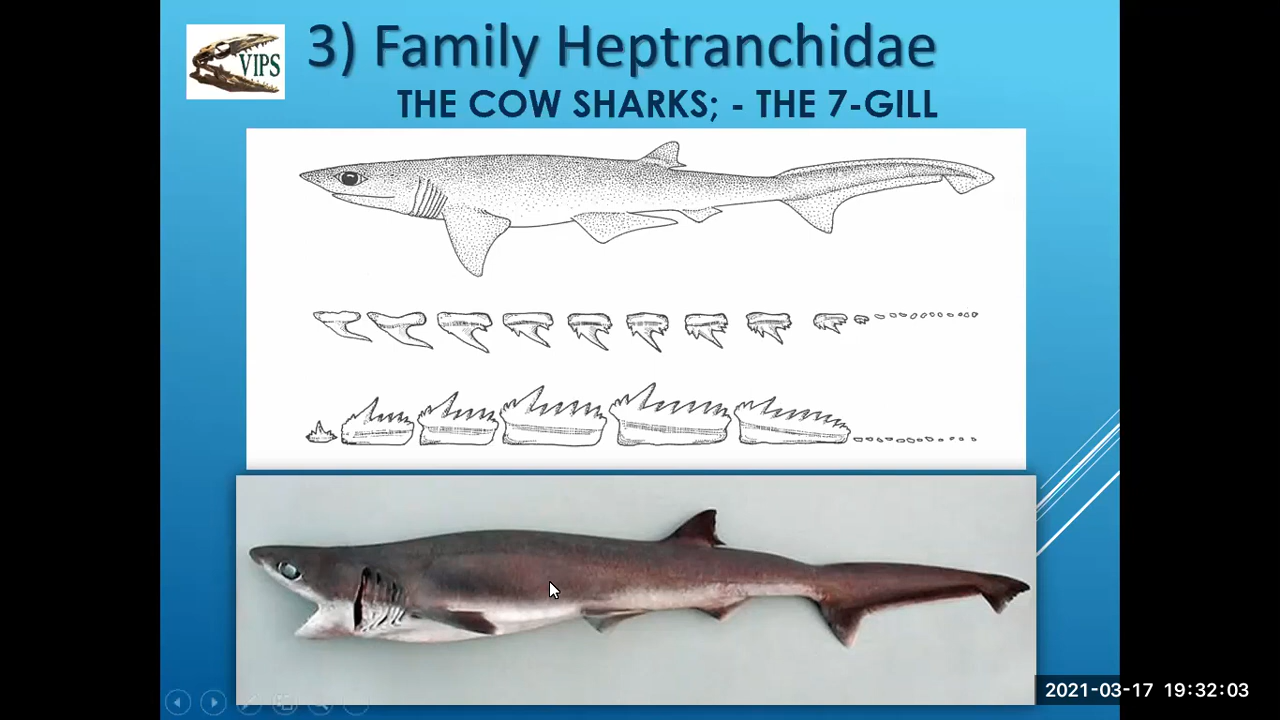 VIPS
3) Family Heptranchidae
THE COW SHARKS; - THE 7-GILL
2021-03-17 19:32:03